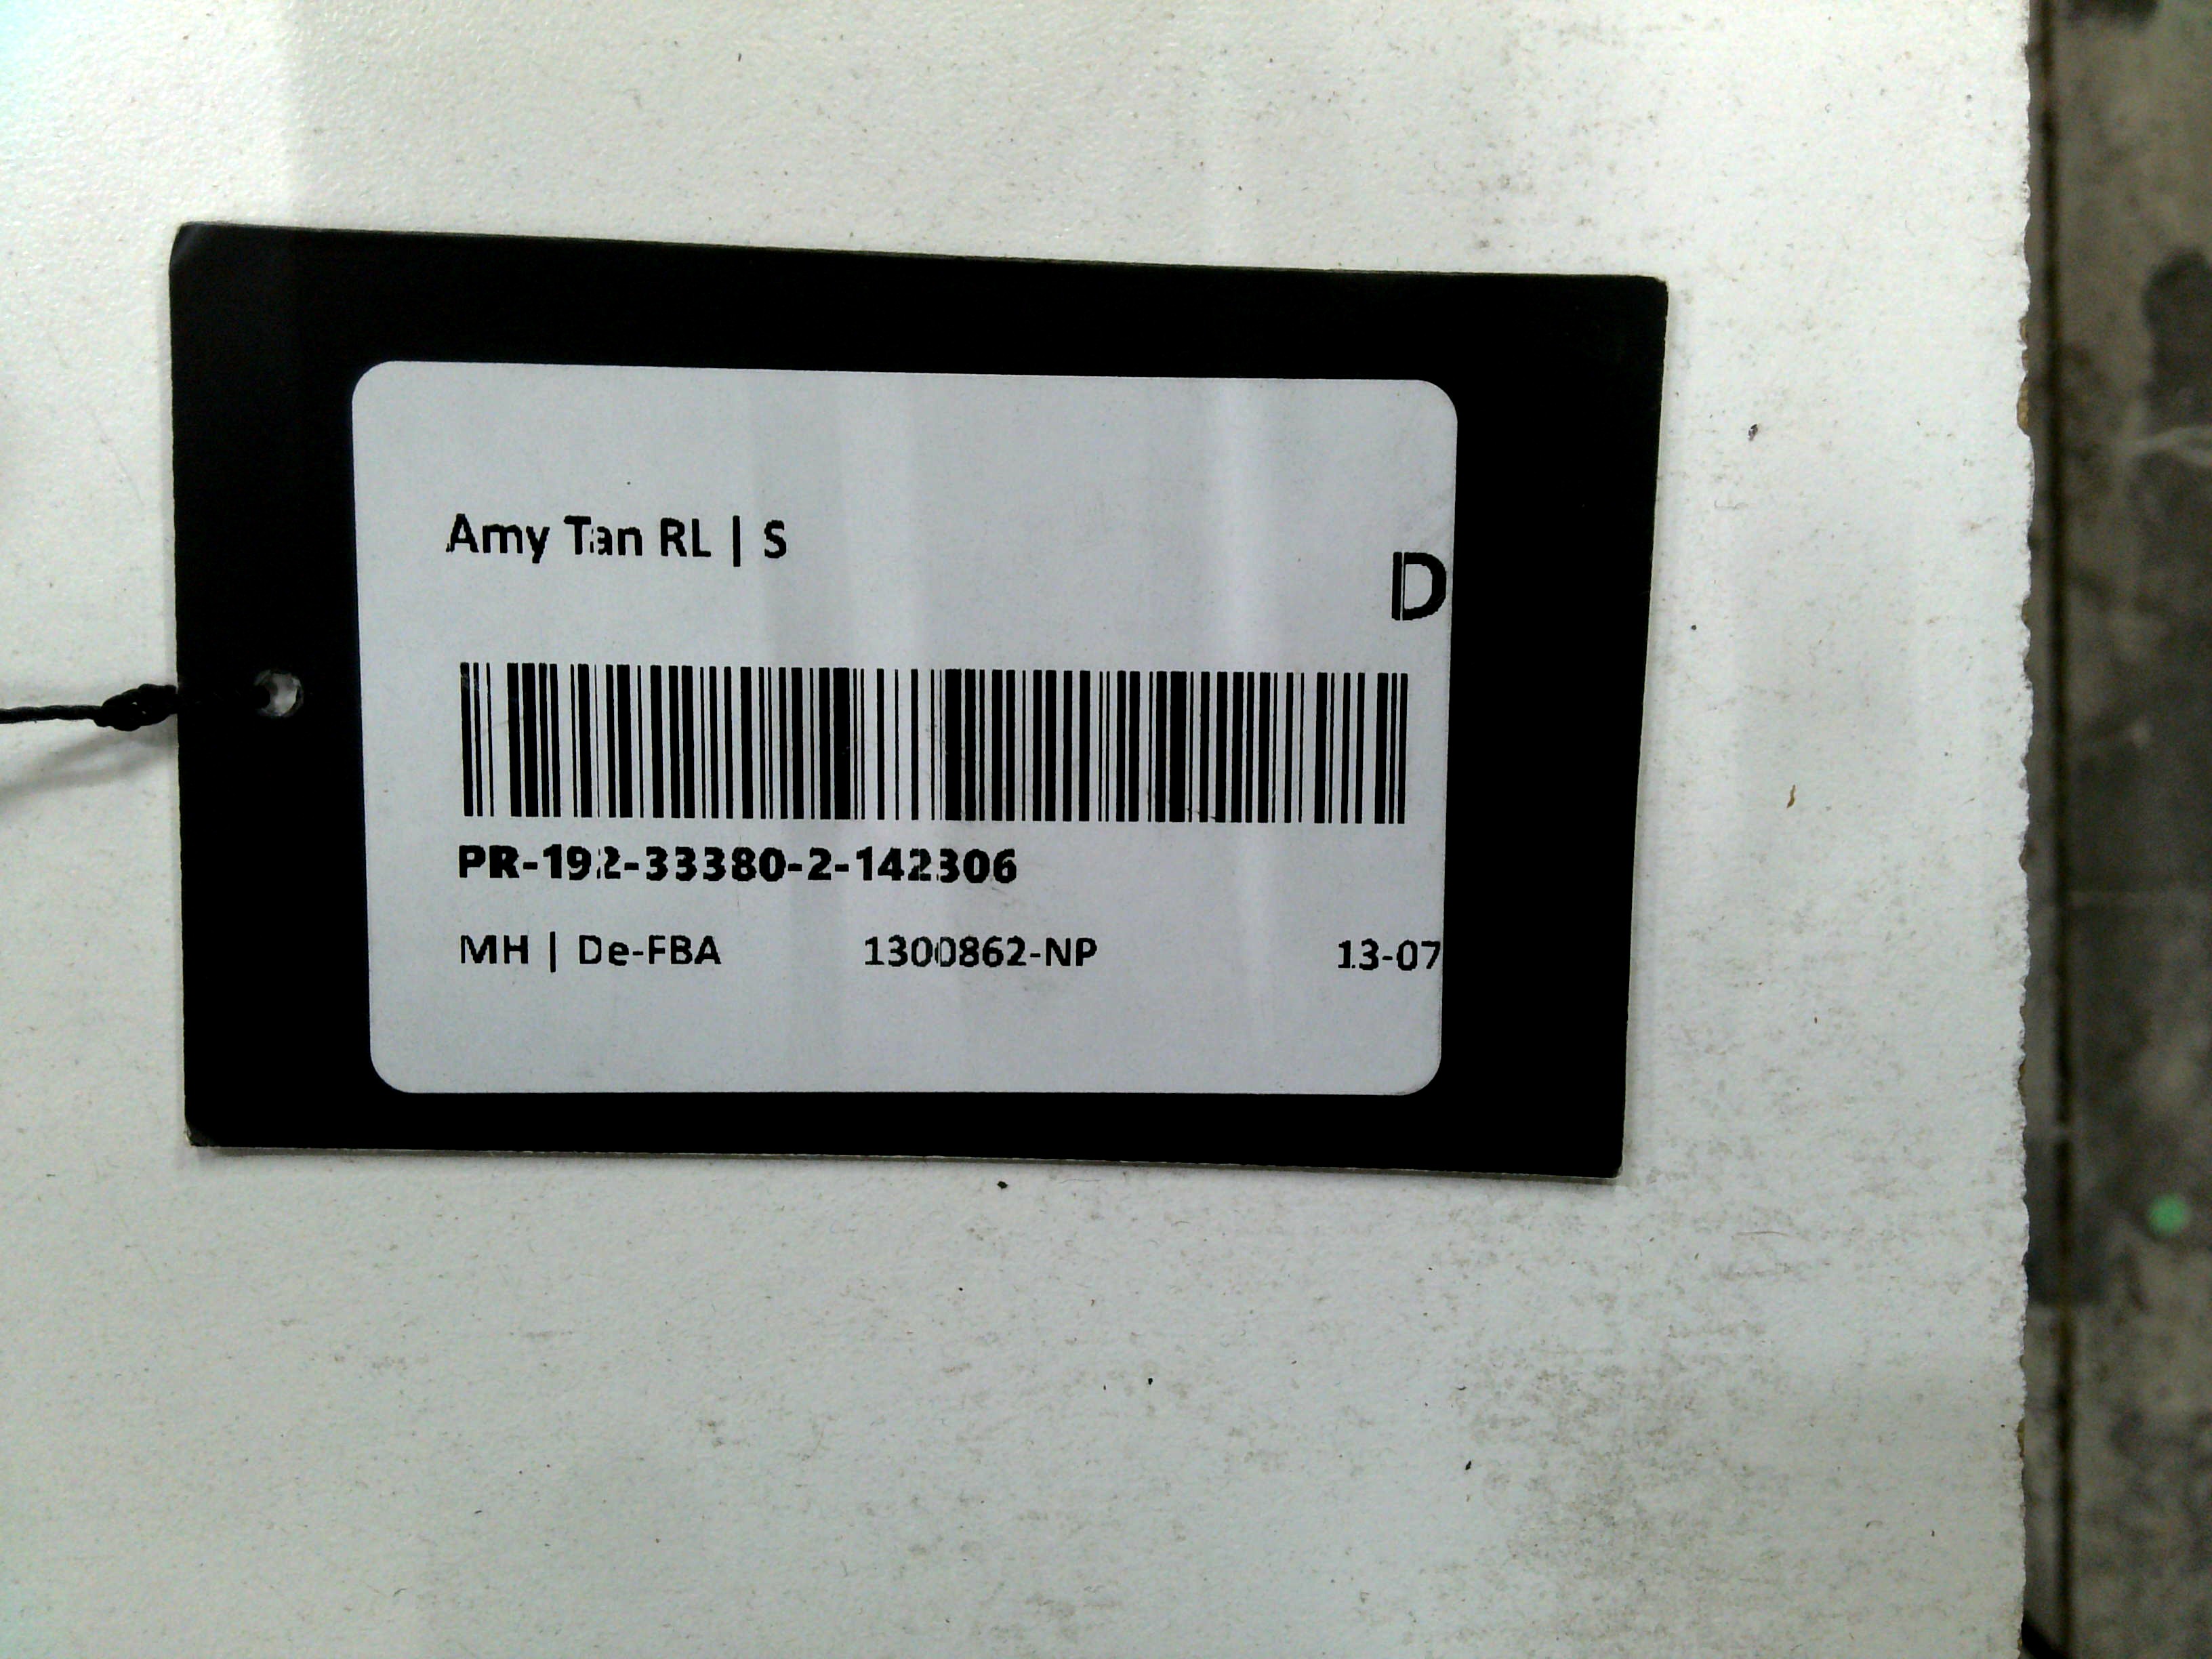 Amy Tan RL | S
D
PR-192-33380-2-142306
MH | De-FBA 1300862-NP 13-07